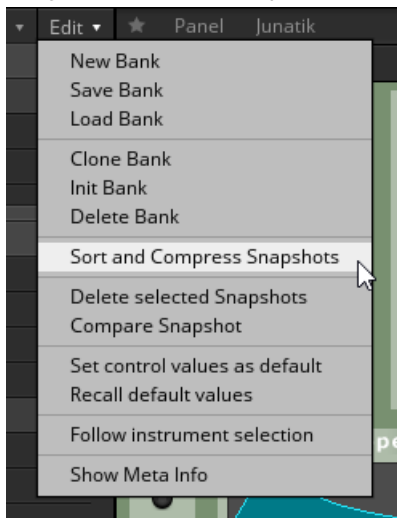 Edit ▾ ★ Panel Junatik
New Bank
Save Bank
Load Bank
Clone Bank
Init Bank
Delete Bank
Sort and Compress Snapshots
Delete selected Snapshots
Compare Snapshot
Set control values as default
Recall default values
Follow instrument selection
Show Meta Info